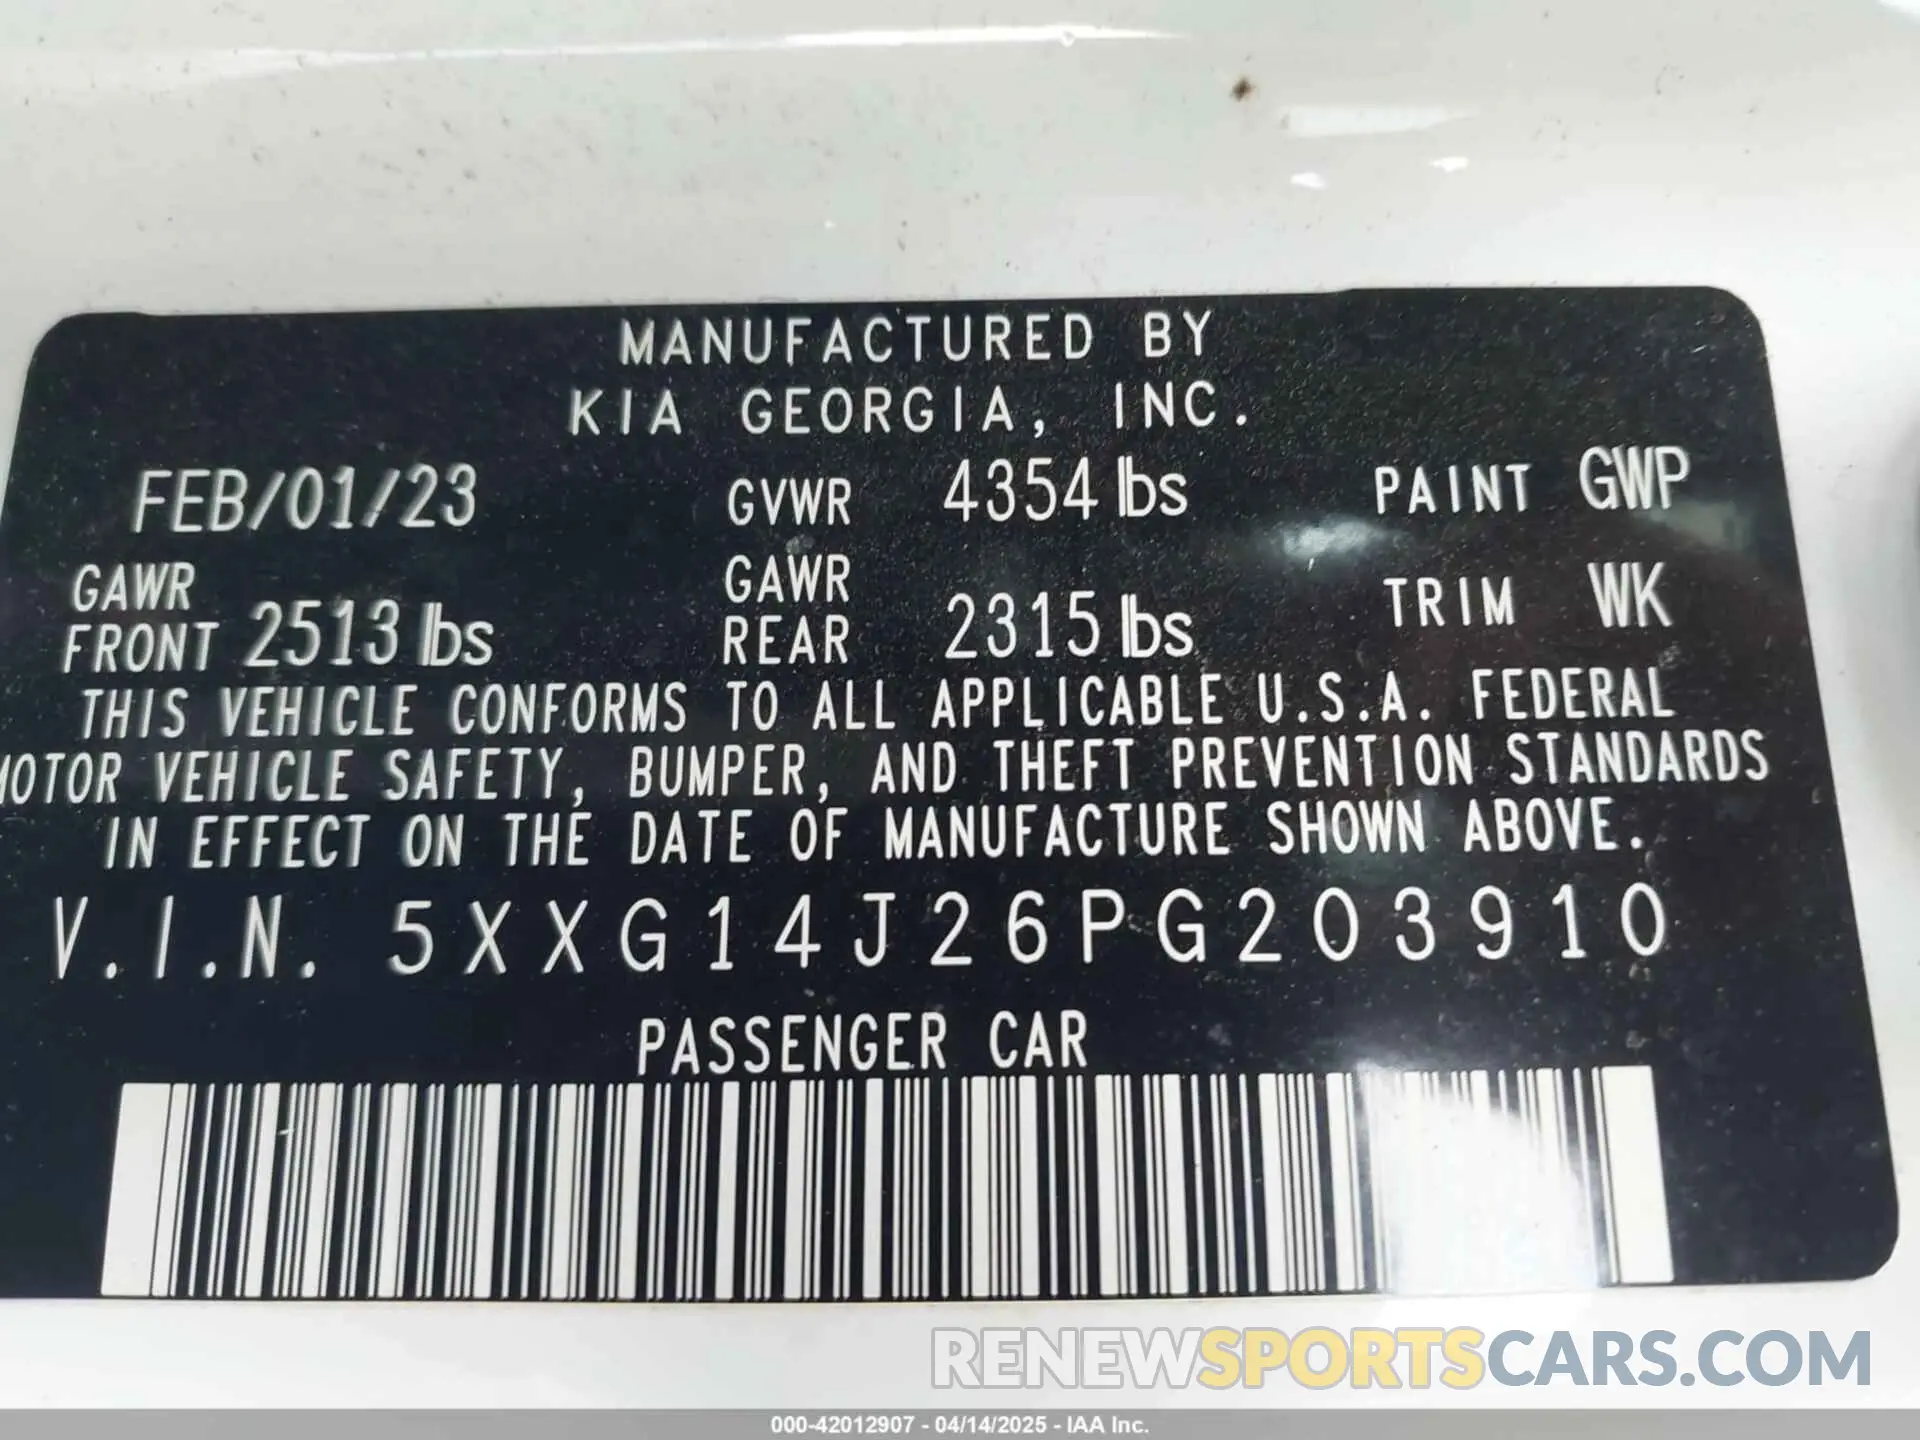 MANUFACTURED BY
KIA GEORGIA, INC.
FEB/01/23 GVWR 4354 lbs PAINT GWP
GAWR FRONT 2513 lbs GAWR REAR 2315 lbs TRIM WK
THIS VEHICLE CONFORMS TO ALL APPLICABLE U.S.A. FEDERAL
MOTOR VEHICLE SAFETY, BUMPER, AND THEFT PREVENTION STANDARDS
IN EFFECT ON THE DATE OF MANUFACTURE SHOWN ABOVE.
V.I.N. 5XXG14J26PG203910
PASSENGER CAR
RENEWSPORTSCARS.COM
000-42012907 - 04/14/2025 - IAA Inc.